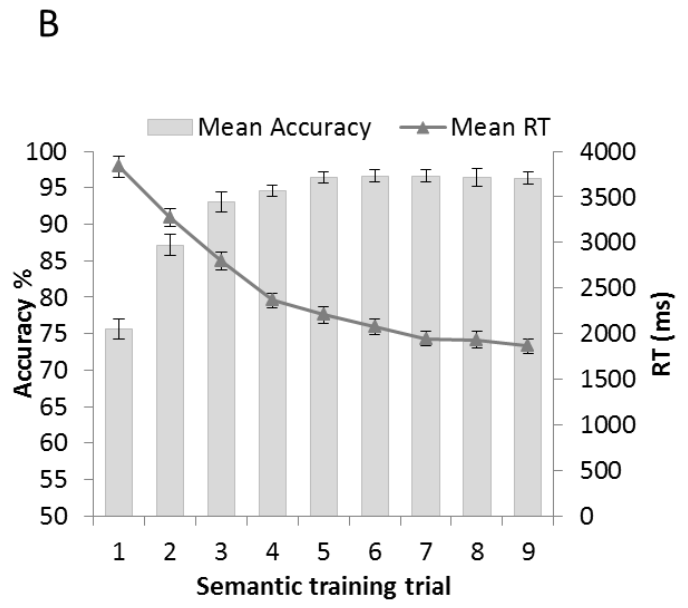 B
Mean Accuracy Mean RT
100 4000
95 3500
90 3000
85 2500
80 2000
75 1500
70 1000
65 500
60 0
55
50
Accuracy %
RT (ms)
1 2 3 4 5 6 7 8 9
Semantic training trial